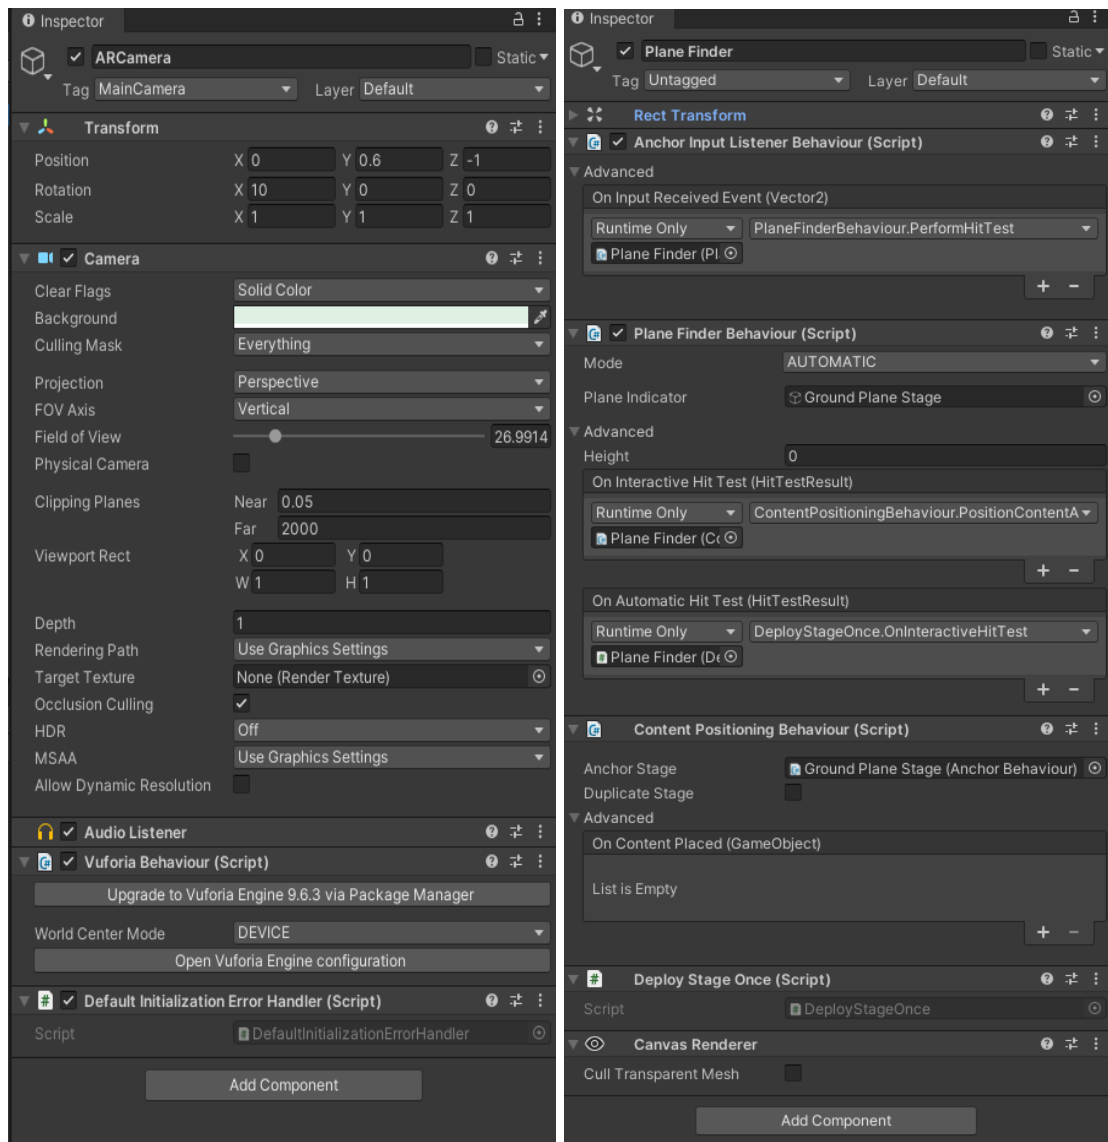 Inspector
ARCamera
Static
Tag MainCamera Layer Default
Transform
Position X 0 Y 0.6 Z -1
Rotation X 10 Y 0 Z 0
Scale X 1 Y 1 Z 1
Camera
Clear Flags Solid Color
Background
Culling Mask Everything
Projection Perspective
FOV Axis Vertical
Field of View 26.9914
Physical Camera
Clipping Planes Near 0.05
Far 2000
Viewport Rect X 0 Y 0
W 1 H 1
Depth 1
Rendering Path Use Graphics Settings
Target Texture None (Render Texture)
Occlusion Culling
HDR Off
MSAA Use Graphics Settings
Allow Dynamic Resolution
Audio Listener
Vuforia Behaviour (Script)
Upgrade to Vuforia Engine 9.6.3 via Package Manager
World Center Mode DEVICE
Open Vuforia Engine configuration
Default Initialization Error Handler (Script)
Script DefaultInitializationErrorHandler
Add Component
Inspector
Plane Finder
Static
Tag Untagged Layer Default
Rect Transform
Anchor Input Listener Behaviour (Script)
Advanced
On Input Received Event (Vector2)
Runtime Only PlaneFinderBehaviour.PerformHitTest
Plane Finder (Pl
Plane Finder Behaviour (Script)
Mode AUTOMATIC
Plane Indicator Ground Plane Stage
Advanced
Height 0
On Interactive Hit Test (HitTestResult)
Runtime Only ContentPositioningBehaviour.PositionContentA
Plane Finder (Co
On Automatic Hit Test (HitTestResult)
Runtime Only DeployStageOnce.OnInteractiveHitTest
Plane Finder (De
Content Positioning Behaviour (Script)
Anchor Stage Ground Plane Stage (Anchor Behaviour)
Duplicate Stage
Advanced
On Content Placed (GameObject)
List is Empty
Deploy Stage Once (Script)
Script DeployStageOnce
Canvas Renderer
Cull Transparent Mesh
Add Component